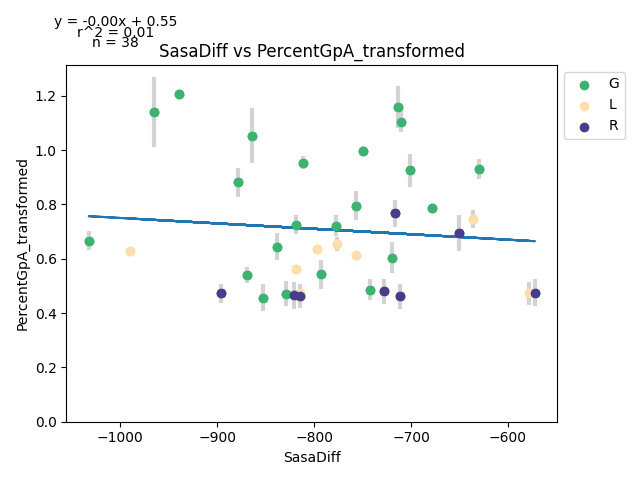 y = -0.00x + 0.55
r^2 = 0.01
n = 38
SasaDiff vs PercentGpA_transformed
G
L
R
PercentGpA_transformed
1.2
1.0
0.8
0.6
0.4
0.2
0.0
−1000
−900
−800
−700
−600
SasaDiff